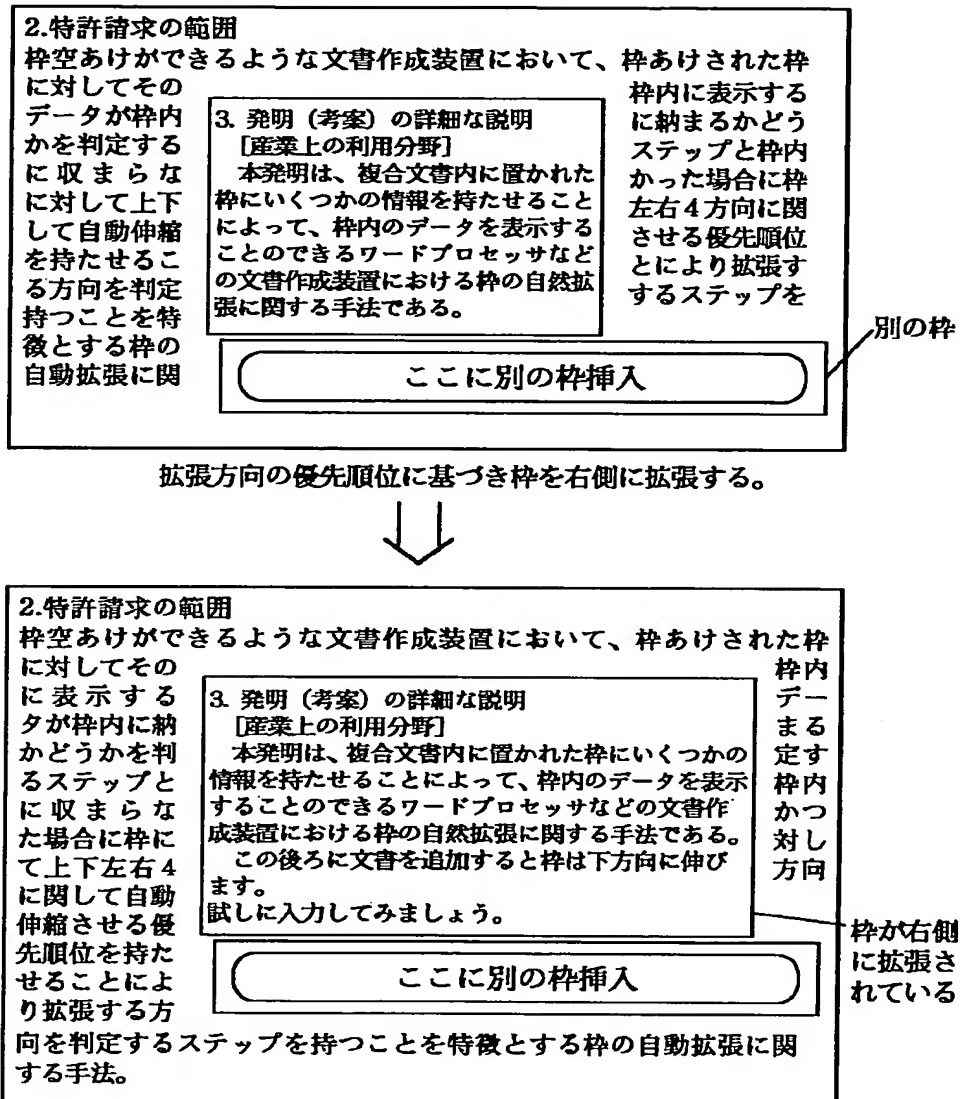 2.特許請求の範囲
枠空あけができるような文書作成装置において、枠あけされた枠
に対してその 枠内に表示する
データが枠内 に納まるかどう
かを判定する ステップと枠内
に収まらな かった場合に枠
に対して上下 左右4方向に関
して自動伸縮 させる優先順位
を持たせるこ とにより拡張す
る方向を判定 するステップを
持つことを特
徴とする枠の
自動拡張に関
3. 発明（考案）の詳細な説明
[産業上の利用分野]
本発明は、複合文書内に置かれた
枠にいくつかの情報を持たせること
によって、枠内のデータを表示する
ことのできるワードプロセッサなど
の文書作成装置における枠の自然拡
張に関する手法である。
ここに別の枠挿入
別の枠
拡張方向の優先順位に基づき枠を右側に拡張する。
2.特許請求の範囲
枠空あけができるような文書作成装置において、枠あけされた枠
に対してその 枠内
に表示する デー
タが枠内に納 まる
かどうかを判 定す
るステップと 枠内
に収まらな かつ
た場合に枠に 対し
て上下左右4 方向
に関して自動
伸縮させる優
先順位を持た
せることによ
り拡張する方
向を判定するステップを持つことを特徴とする枠の自動拡張に関
する手法。
3. 発明（考案）の詳細な説明
[産業上の利用分野]
本発明は、複合文書内に置かれた枠にいくつかの
情報を持たせることによって、枠内のデータを表示
することのできるワードプロセッサなどの文書作
成装置における枠の自然拡張に関する手法である。
この後ろに文書を追加すると枠は下方向に伸び
ます。
試しに入力してみましょう。
ここに別の枠挿入
枠が右側
に拡張さ
れている